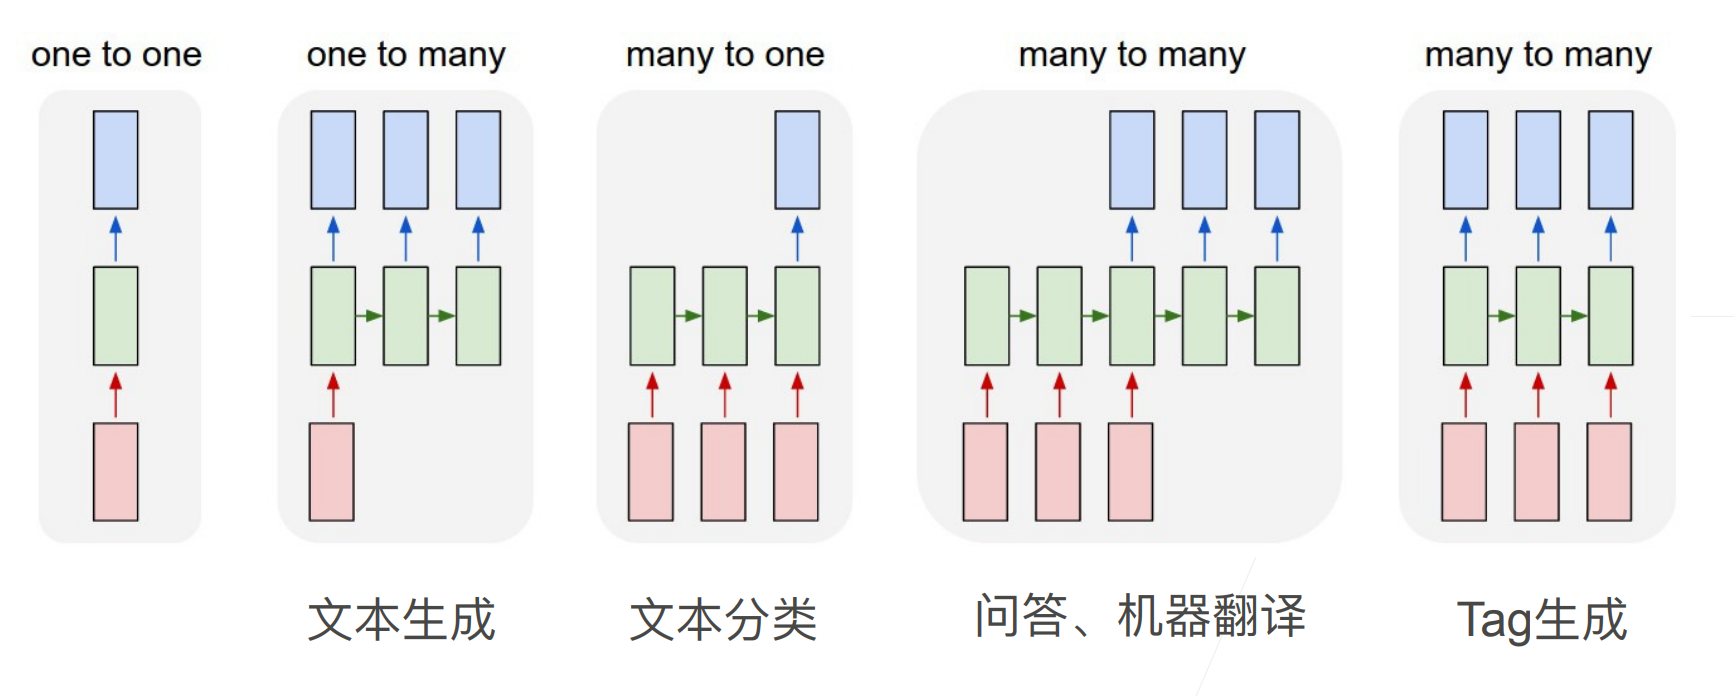 one to one
one to many
many to one
many to many
many to many
文本生成
文本分类
问答、机器翻译
Tag生成